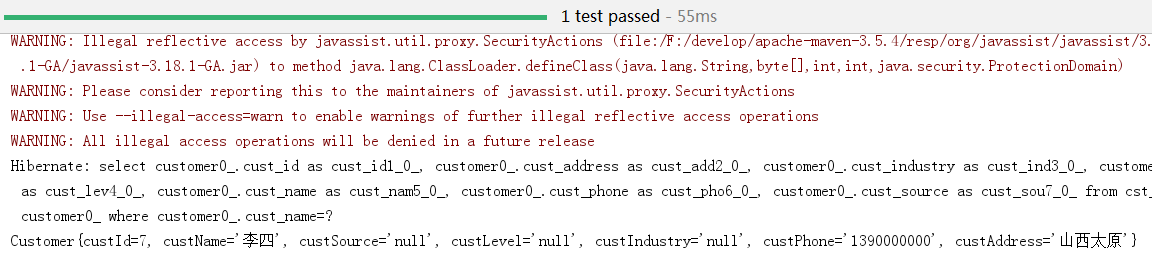 1 test passed - 55ms
WARNING: Illegal reflective access by javassist.util.proxy.SecurityActions (file:/F:/develop/apache-maven-3.5.4/resp/org/javassist/javassist/3.
.1-GA/javassist-3.18.1-GA.jar) to method java.lang.ClassLoader.defineClass(java.lang.String,byte[],int,int,java.security.ProtectionDomain)
WARNING: Please consider reporting this to the maintainers of javassist.util.proxy.SecurityActions
WARNING: Use --illegal-access=warn to enable warnings of further illegal reflective access operations
WARNING: All illegal access operations will be denied in a future release
Hibernate: select customer0_.cust_id as cust_id1_0_, customer0_.cust_address as cust_add2_0_, customer0_.cust_industry as cust_ind3_0_, custome
as cust_lev4_0_, customer0_.cust_name as cust_nam5_0_, customer0_.cust_phone as cust_pho6_0_, customer0_.cust_source as cust_sou7_0_ from cst_
customer0_ where customer0_.cust_name=?
Customer{custId=7, custName='李四', custSource='null', custLevel='null', custIndustry='null', custPhone='1390000000', custAddress='山西太原'}